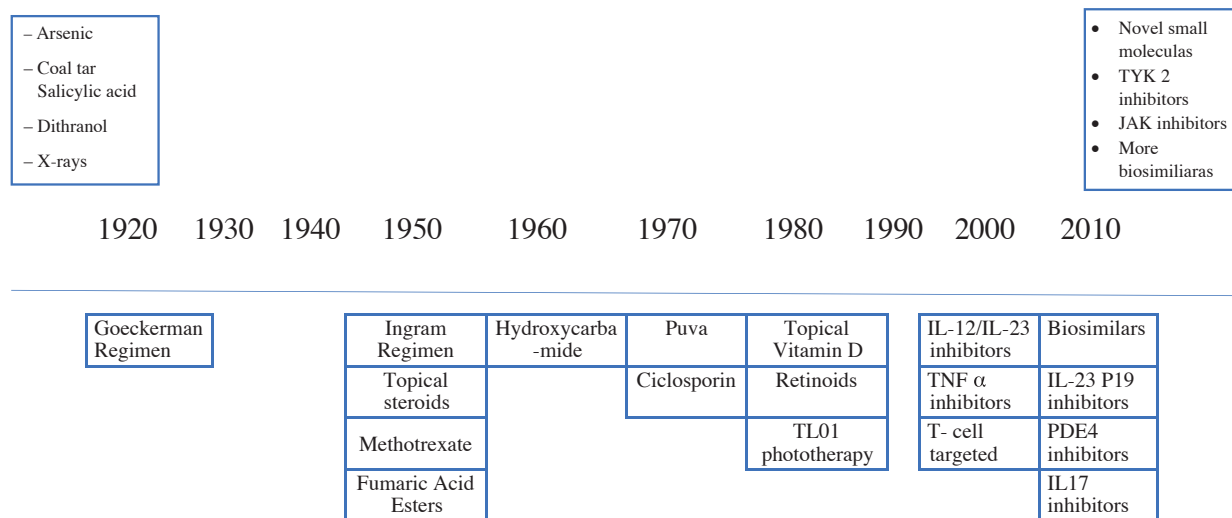 – Arsenic
– Coal tar
Salicylic acid
– Dithranol
– X-rays
• Novel small
moleculas
• TYK 2
inhibitors
• JAK inhibitors
• More
biosimiliaras
1920 1930 1940 1950 1960 1970 1980 1990 2000 2010
Goeckerman
Regimen
Ingram
Regimen
Topical
steroids
Methotrexate
Fumaric Acid
Esters
Hydroxycarba
-mide
Puva
Ciclosporin
Topical
Vitamin D
Retinoids
TL01
phototherapy
IL-12/IL-23
inhibitors
TNF α
inhibitors
T- cell
targeted
Biosimilars
IL-23 P19
inhibitors
PDE4
inhibitors
IL17
inhibitors